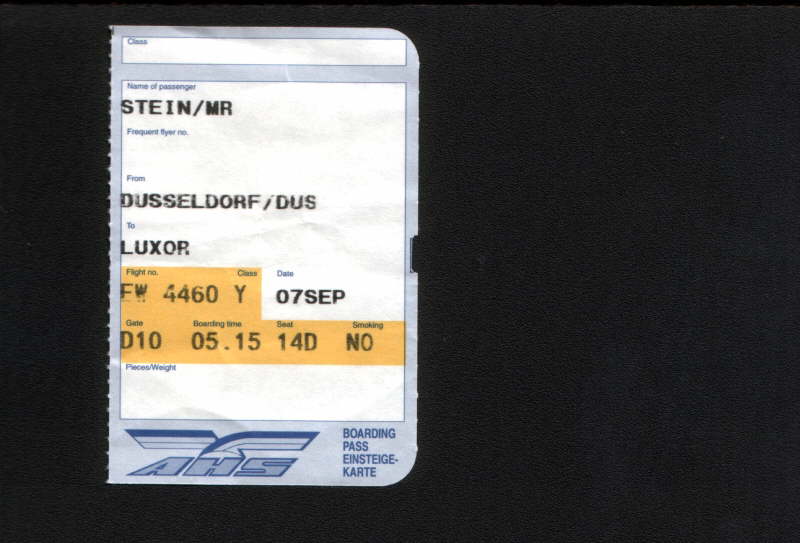 Class
Name of passenger
STEIN/MR
Frequent flyer no.
From
DUSSELDORF/DUS
To
LUXOR
Flight no. Class Date
EW 4460 Y 07SEP
Gate Boarding time Seat Smoking
D10 05.15 14D NO
Pieces/Weight
AHS
BOARDING
PASS
EINSTEIGE-
KARTE